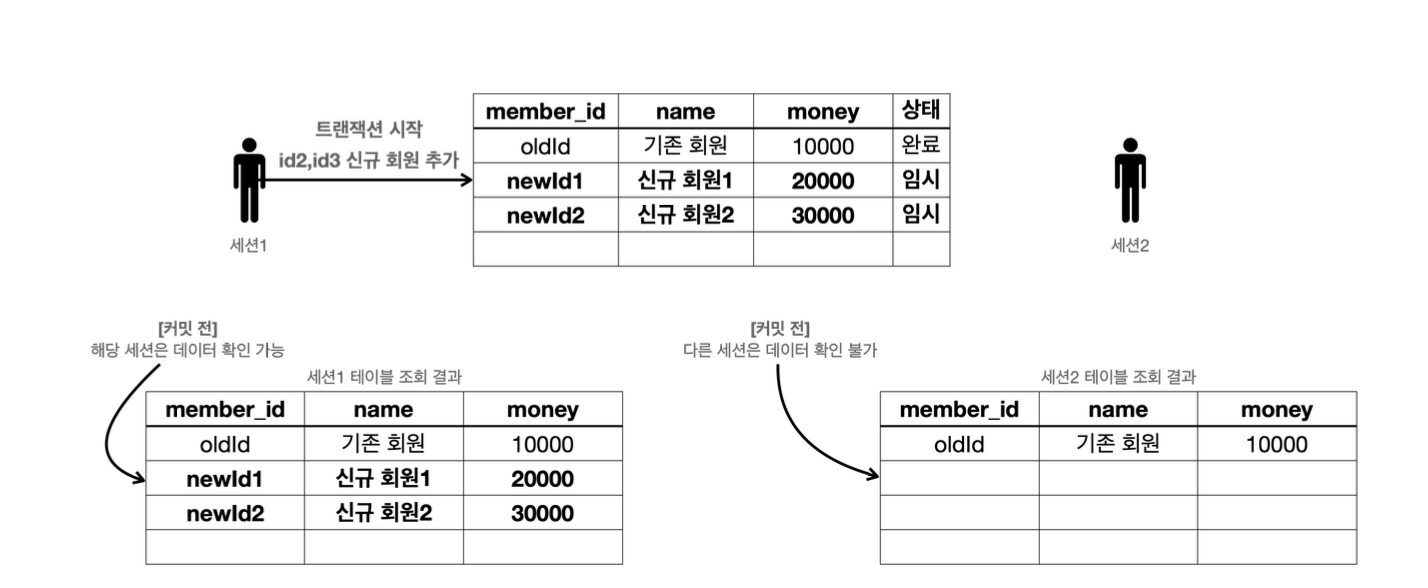 member_id name money 상태
oldId 기존 회원 10000 완료
newId1 신규 회원1 20000 임시
newId2 신규 회원2 30000 임시
트랜잭션 시작
id2,id3 신규 회원 추가
세션1
세션2
[커밋 전]
해당 세션은 데이터 확인 가능
세션1 테이블 조회 결과
member_id name money
oldId 기존 회원 10000
newId1 신규 회원1 20000
newId2 신규 회원2 30000
[커밋 전]
다른 세션은 데이터 확인 불가
세션2 테이블 조회 결과
member_id name money
oldId 기존 회원 10000